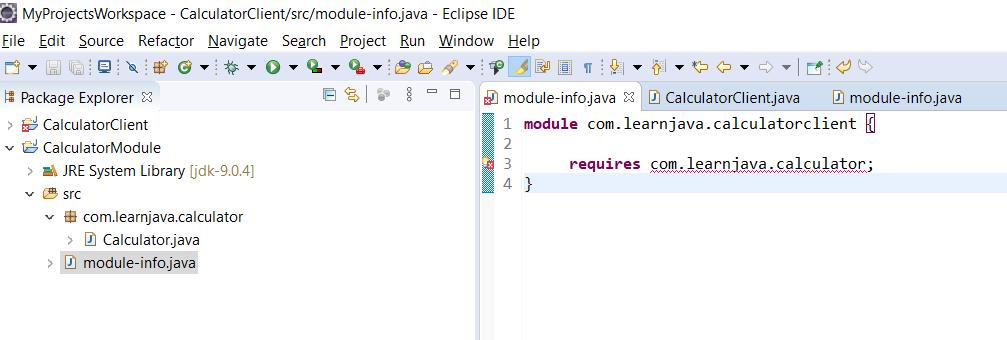 MyProjectsWorkspace - CalculatorClient/src/module-info.java - Eclipse IDE
File Edit Source Refactor Navigate Search Project Run Window Help
Package Explorer
CalculatorClient
CalculatorModule
JRE System Library [jdk-9.0.4]
src
com.learnjava.calculator
Calculator.java
module-info.java
module-info.java CalculatorClient.java module-info.java
1 module com.learnjava.calculatorclient {
2
3 requires com.learnjava.calculator;
4 }